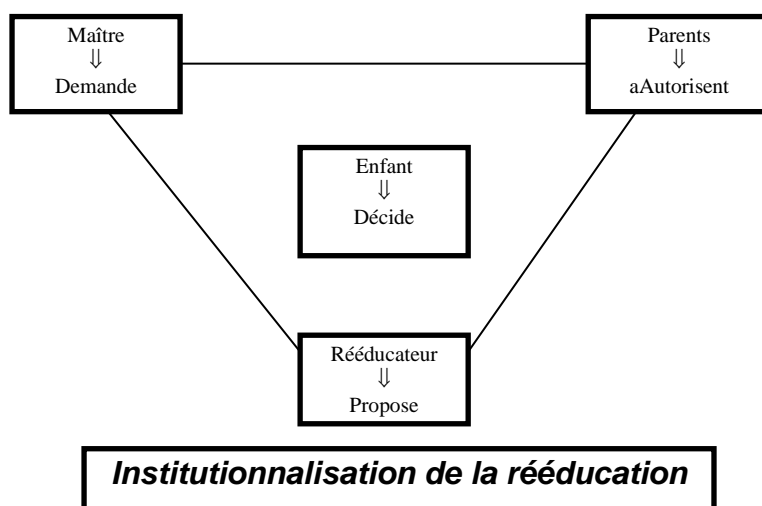 Maître
⇓
Demande
Parents
⇓
aAutorisent
Enfant
⇓
Décide
Rééducateur
⇓
Propose
Institutionnalisation de la rééducation